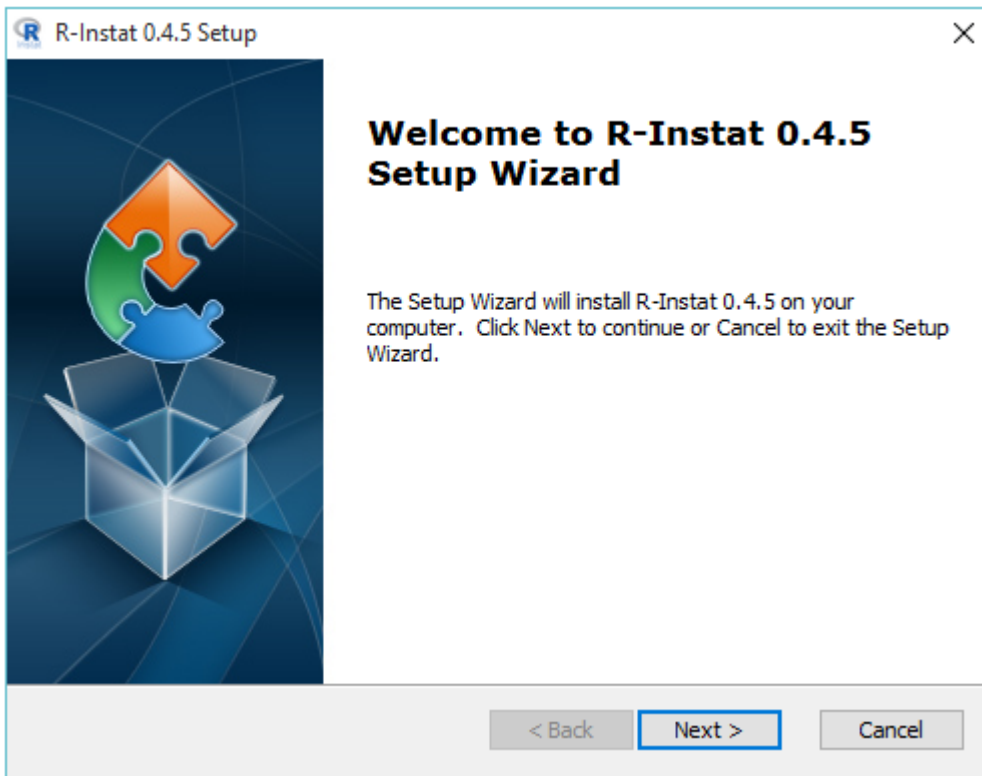 R-Instat 0.4.5 Setup
Welcome to R-Instat 0.4.5
Setup Wizard
The Setup Wizard will install R-Instat 0.4.5 on your
computer.  Click Next to continue or Cancel to exit the Setup
Wizard.
< Back Next > Cancel